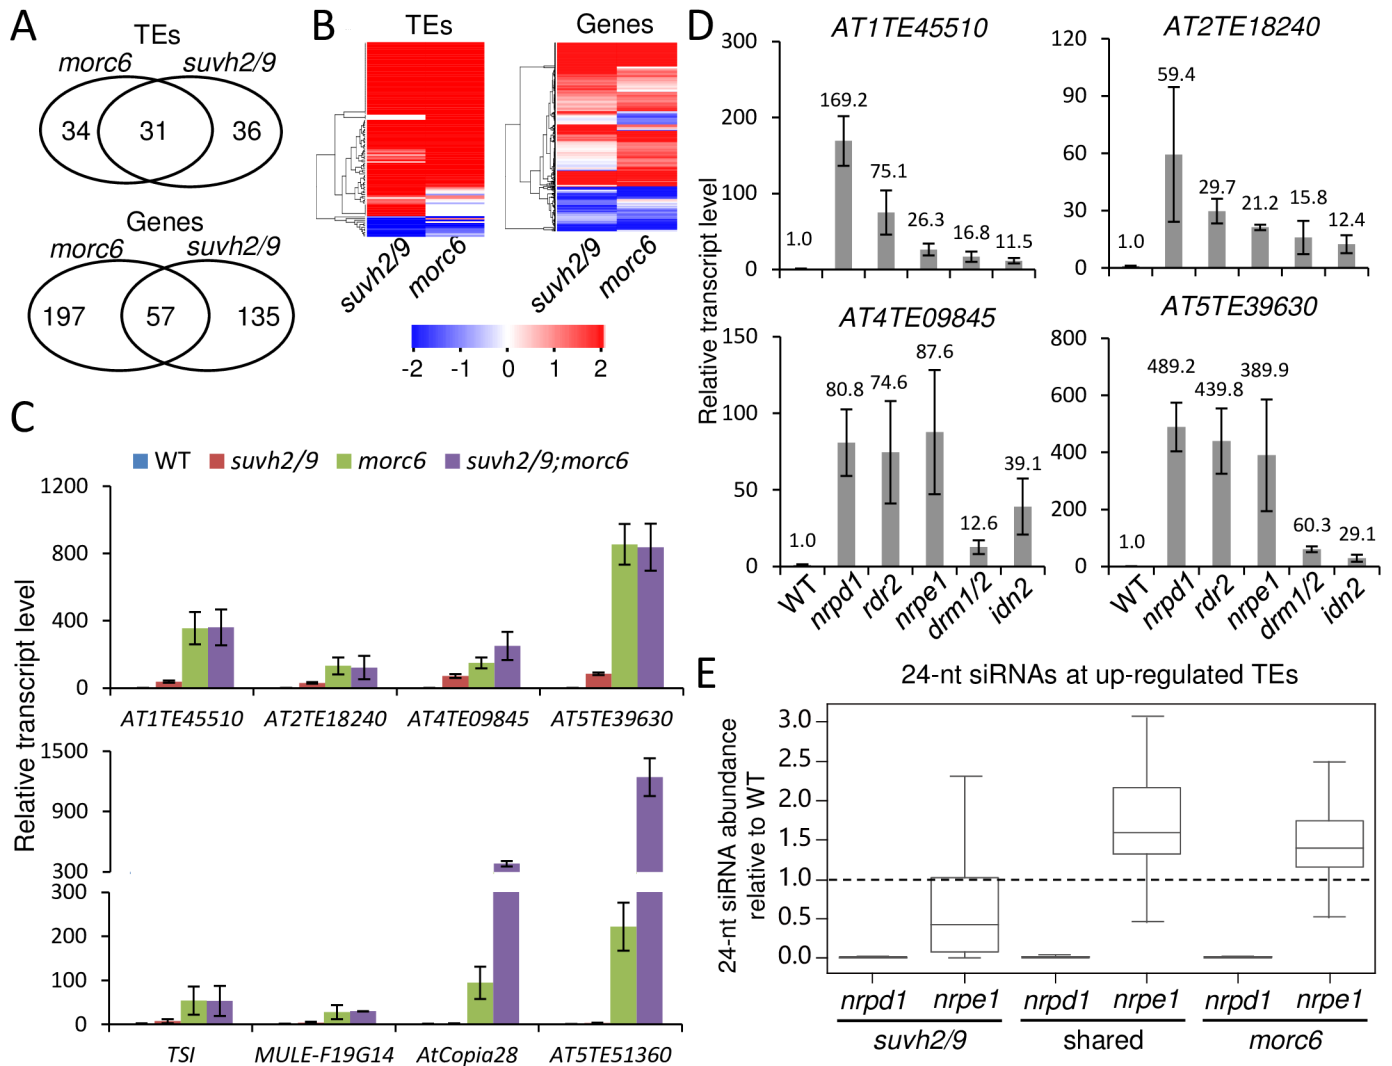 A
TEs
morc6 suvh2/9
34 31 36
Genes
morc6 suvh2/9
197 57 135
B
TEs Genes
suvh2/9 morc6 suvh2/9 morc6
-2 -1 0 1 2
C
WT suvh2/9 morc6 suvh2/9;morc6
Relative transcript level
1200
800
400
0
AT1TE45510 AT2TE18240 AT4TE09845 AT5TE39630
1500
900
300
300
200
100
0
TSI MULE-F19G14 AtCopia28 AT5TE51360
D
Relative transcript level
AT1TE45510
300
200
100
0
1.0 169.2 75.1 26.3 16.8 11.5
AT2TE18240
120
90
60
30
0
1.0 59.4 29.7 21.2 15.8 12.4
AT4TE09845
150
100
50
0
1.0 80.8 74.6 87.6 12.6 39.1
WT nrpd1 rdr2 nrpe1 drm1/2 idn2
AT5TE39630
800
600
400
200
0
1.0 489.2 439.8 389.9 60.3 29.1
WT nrpd1 rdr2 nrpe1 drm1/2 idn2
E
24-nt siRNAs at up-regulated TEs
24-nt siRNA abundance
relative to WT
3.0
2.5
2.0
1.5
1.0
0.5
0.0
nrpd1 nrpe1 nrpd1 nrpe1 nrpd1 nrpe1
suvh2/9 shared morc6